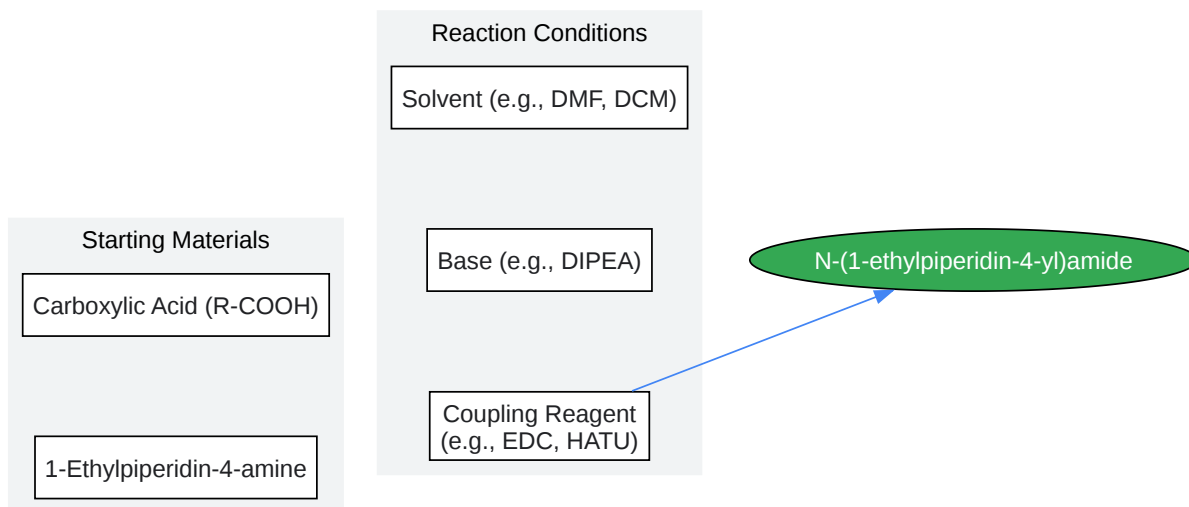 Starting Materials
Carboxylic Acid (R-COOH)
1-Ethylpiperidin-4-amine
Reaction Conditions
Solvent (e.g., DMF, DCM)
Base (e.g., DIPEA)
Coupling Reagent
(e.g., EDC, HATU)
N-(1-ethylpiperidin-4-yl)amide